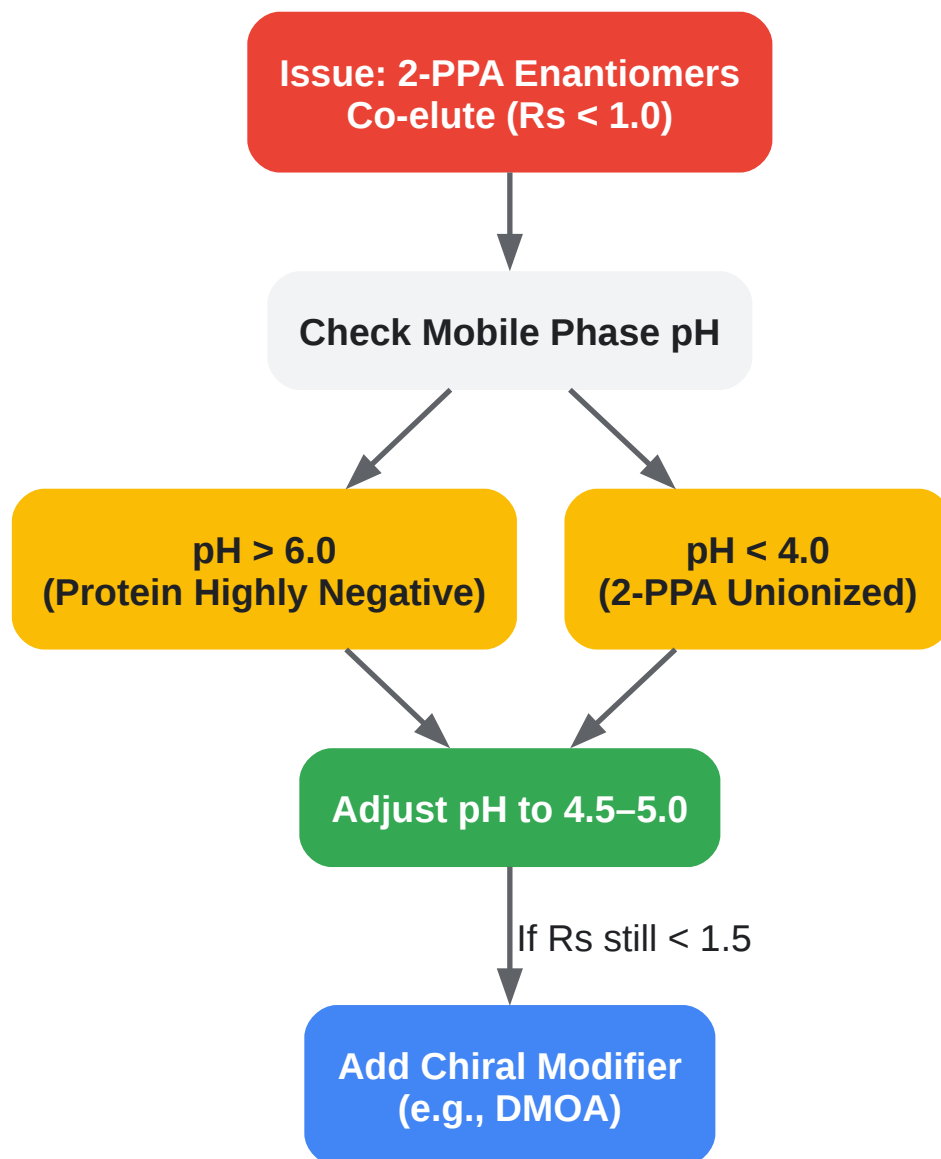 Issue: 2-PPA Enantiomers
Co-elute (Rs < 1.0)
Check Mobile Phase pH
pH > 6.0
(Protein Highly Negative)
pH < 4.0
(2-PPA Unionized)
Adjust pH to 4.5–5.0
If Rs still < 1.5
Add Chiral Modifier
(e.g., DMOA)